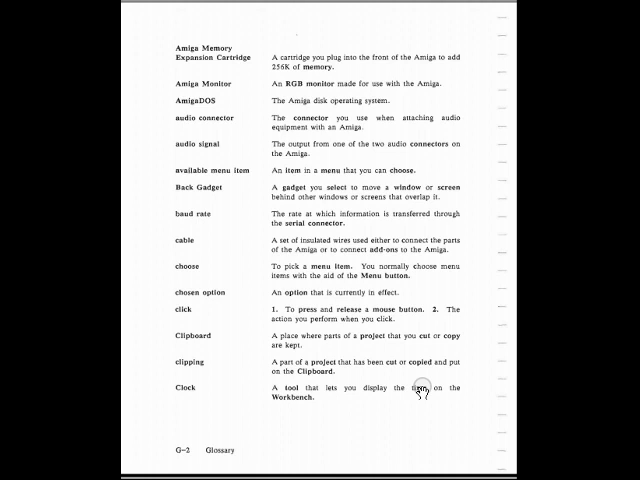 Amiga Memory
Expansion Cartridge A cartridge you plug into the front of the Amiga to add
256K of memory.
Amiga Monitor An RGB monitor made for use with the Amiga.
AmigaDOS The Amiga disk operating system.
audio connector The connector you use when attaching audio
equipment with an Amiga.
audio signal The output from one of the two audio connectors on
the Amiga.
available menu item An item in a menu that you can choose.
Back Gadget A gadget you select to move a window or screen
behind other windows or screens that overlap it.
baud rate The rate at which information is transferred through
the serial connector.
cable A set of insulated wires used either to connect the parts
of the Amiga or to connect add-ons to the Amiga.
choose To pick a menu item. You normally choose menu
items with the aid of the Menu button.
chosen option An option that is currently in effect.
click 1. To press and release a mouse button. 2. The
action you perform when you click.
Clipboard A place where parts of a project that you cut or copy
are kept.
clipping A part of a project that has been cut or copied and put
on the Clipboard.
Clock A tool that lets you display the on the
Workbench.
G-2 Glossary